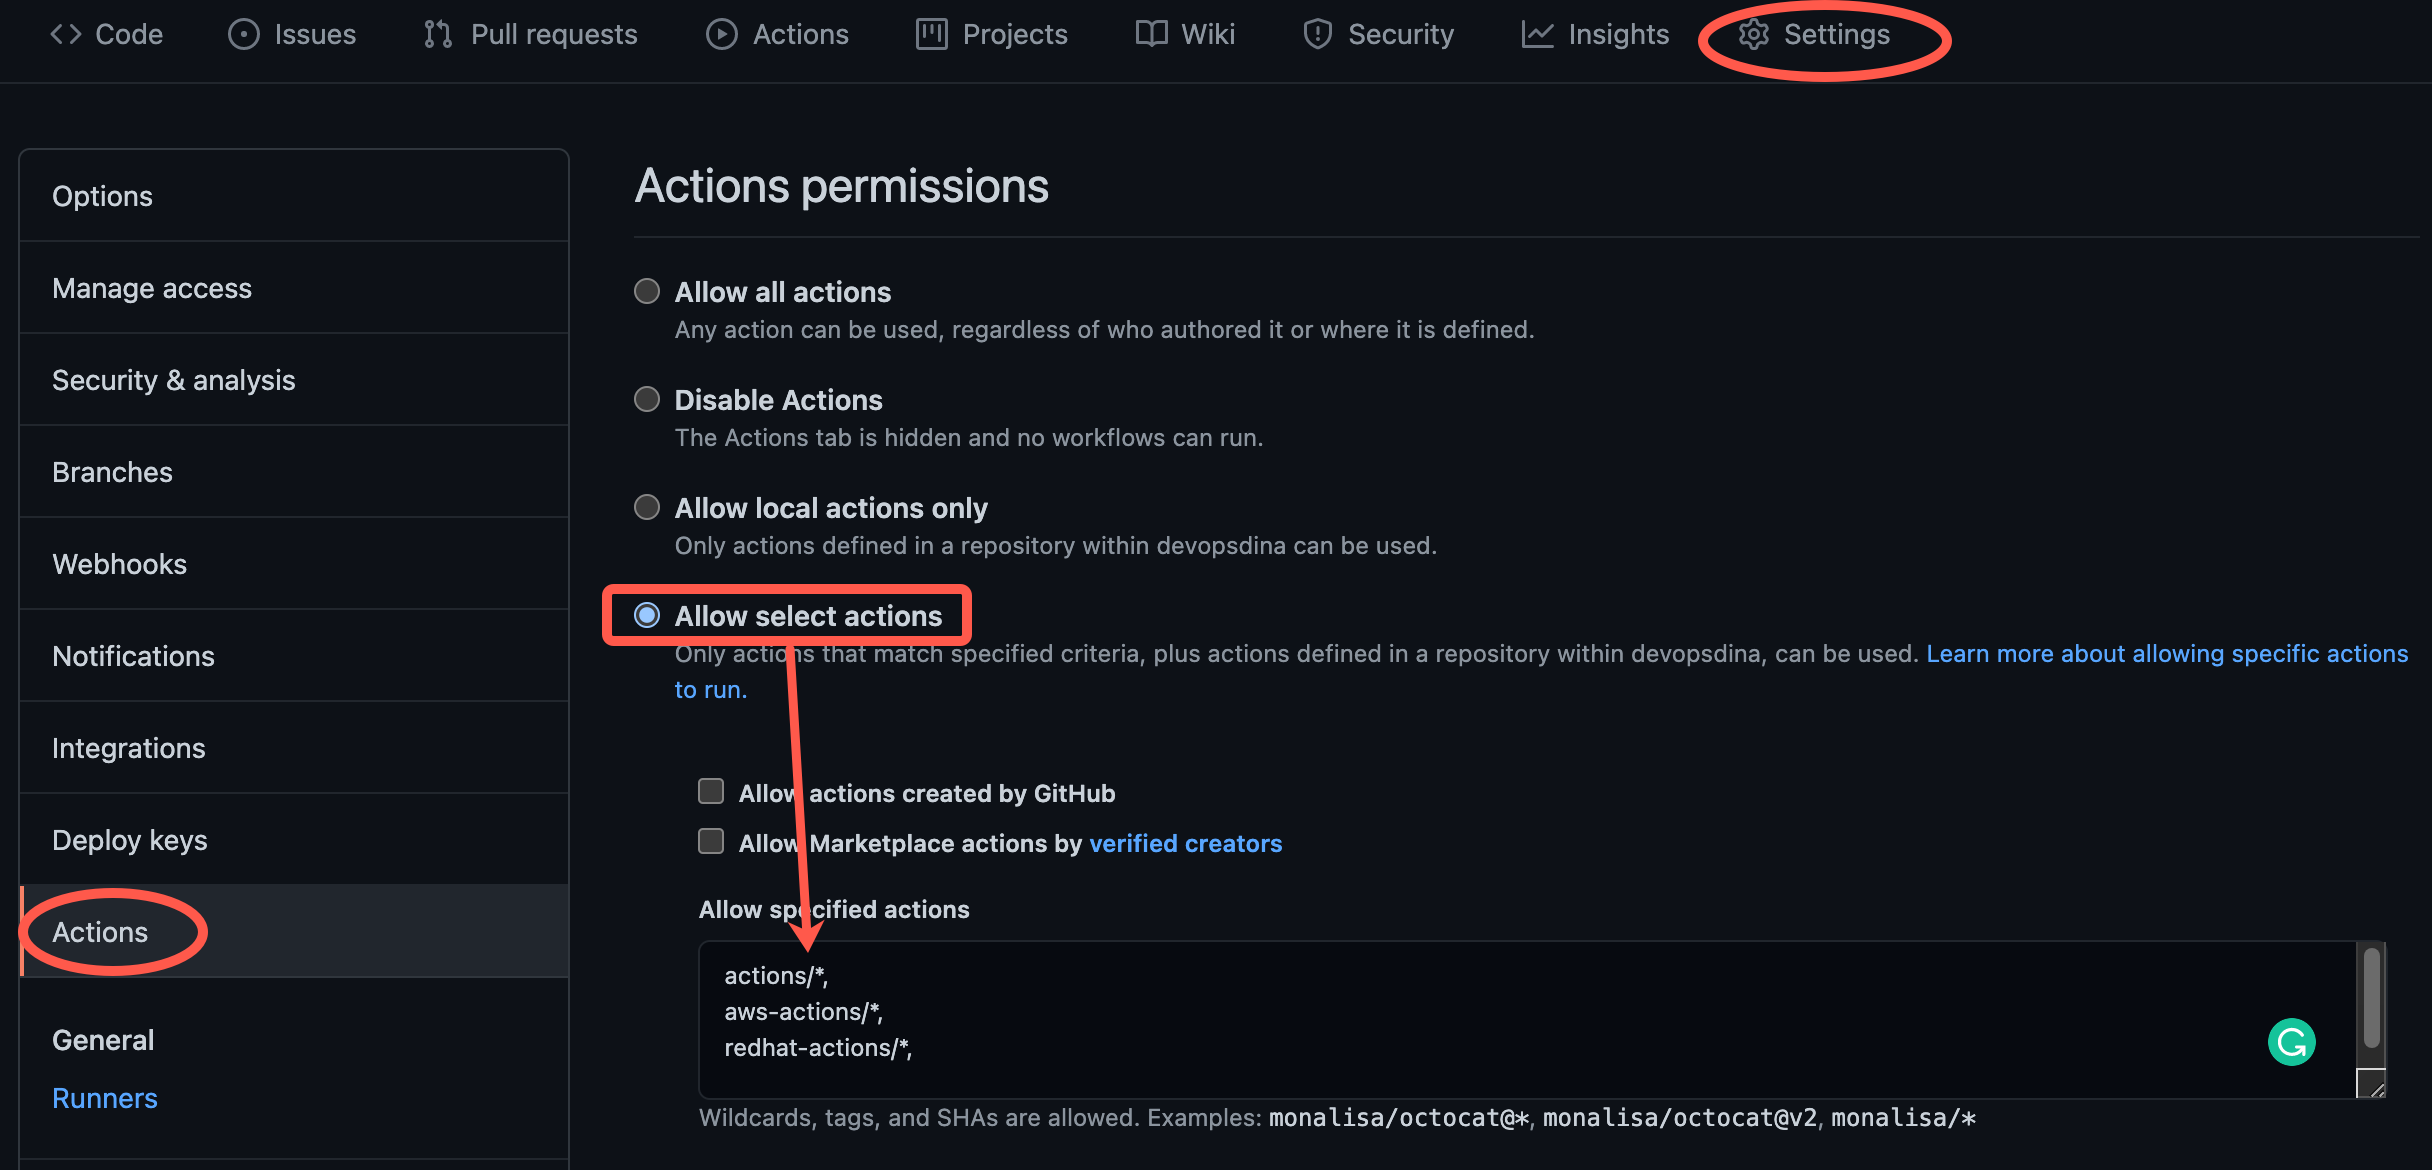 Code
Issues
Pull requests
Actions
Projects
Wiki
Security
Insights
Settings
Options
Manage access
Security & analysis
Branches
Webhooks
Notifications
Integrations
Deploy keys
Actions
General
Runners
Actions permissions
Allow all actions
Any action can be used, regardless of who authored it or where it is defined.
Disable Actions
The Actions tab is hidden and no workflows can run.
Allow local actions only
Only actions defined in a repository within devopsdina can be used.
Allow select actions
Only actions that match specified criteria, plus actions defined in a repository within devopsdina, can be used. Learn more about allowing specific actions
to run.
Allow actions created by GitHub
Allow Marketplace actions by verified creators
Allow specified actions
actions/*,
aws-actions/*,
redhat-actions/*,
Wildcards, tags, and SHAs are allowed. Examples: monalisa/octocat@*, monalisa/octocat@v2, monalisa/*